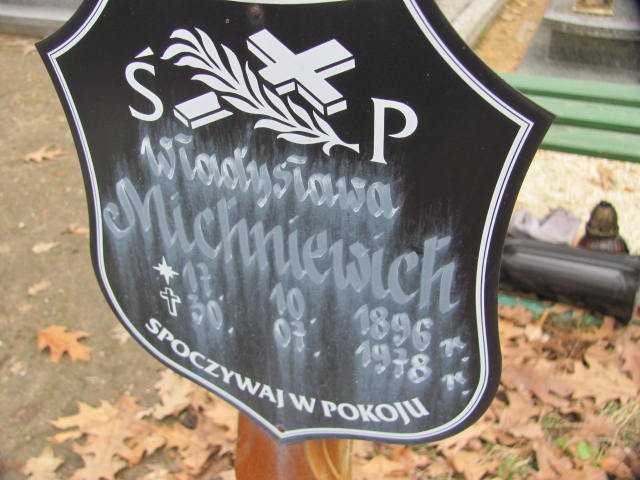 Ś P
Władysława
Michniewich
17 10 1896 r.
30. 07. 1978 r.
SPOCZYWAJ W POKOJU